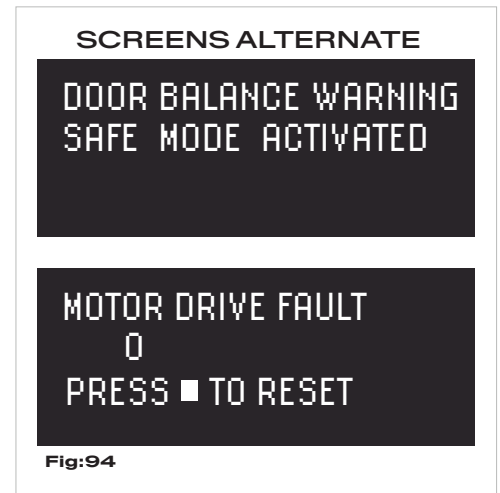 SCREENS ALTERNATE
DOOR BALANCE WARNING
SAFE MODE ACTIVATED
MOTOR DRIVE FAULT
0
PRESS ■ TO RESET
Fig:94